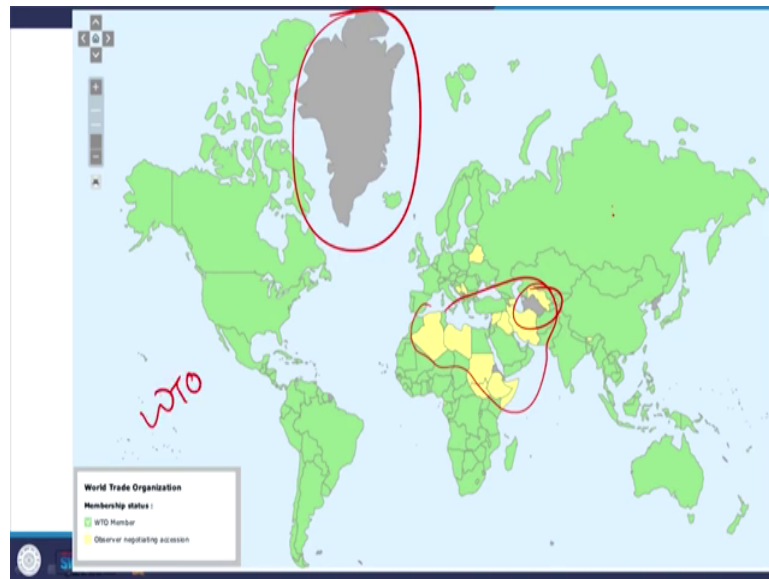 WTO
World Trade Organization
Membership status :
WTO Member
Observer negotiating accession